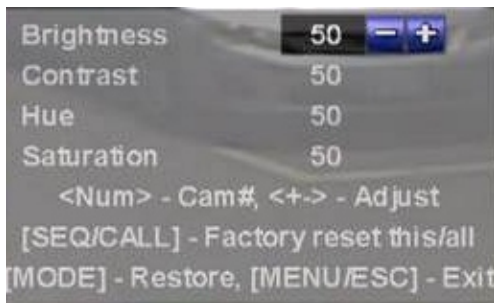 Brightness 50 - +
Contrast 50
Hue 50
Saturation 50
<Num> - Cam#, <+-> - Adjust
[SEQ/CALL] - Factory reset this/all
[MODE] - Restore, [MENU/ESC] - Exit